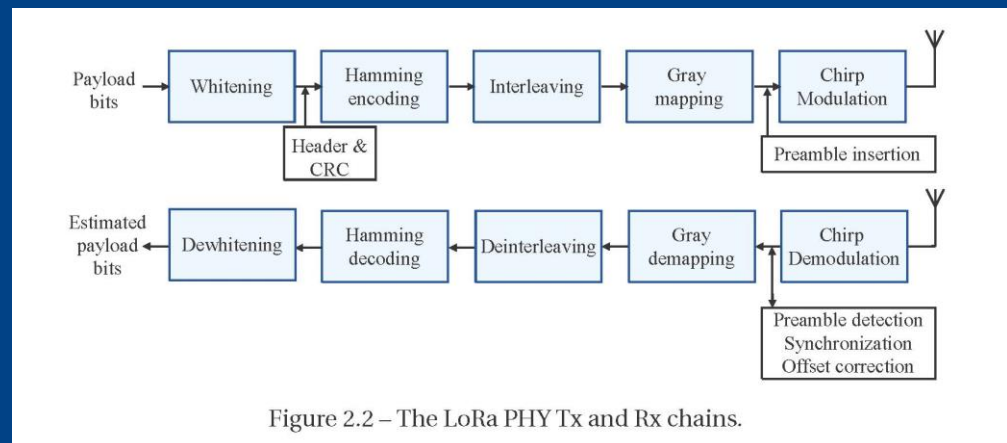 Payload
bits
Whitening
Hamming
encoding
Interleaving
Gray
mapping
Chirp
Modulation
Header &
CRC
Preamble insertion
Estimated
payload
bits
Dewhitening
Hamming
decoding
Deinterleaving
Gray
demapping
Chirp
Demodulation
Preamble detection
Synchronization
Offset correction
Figure 2.2 – The LoRa PHY Tx and Rx chains.